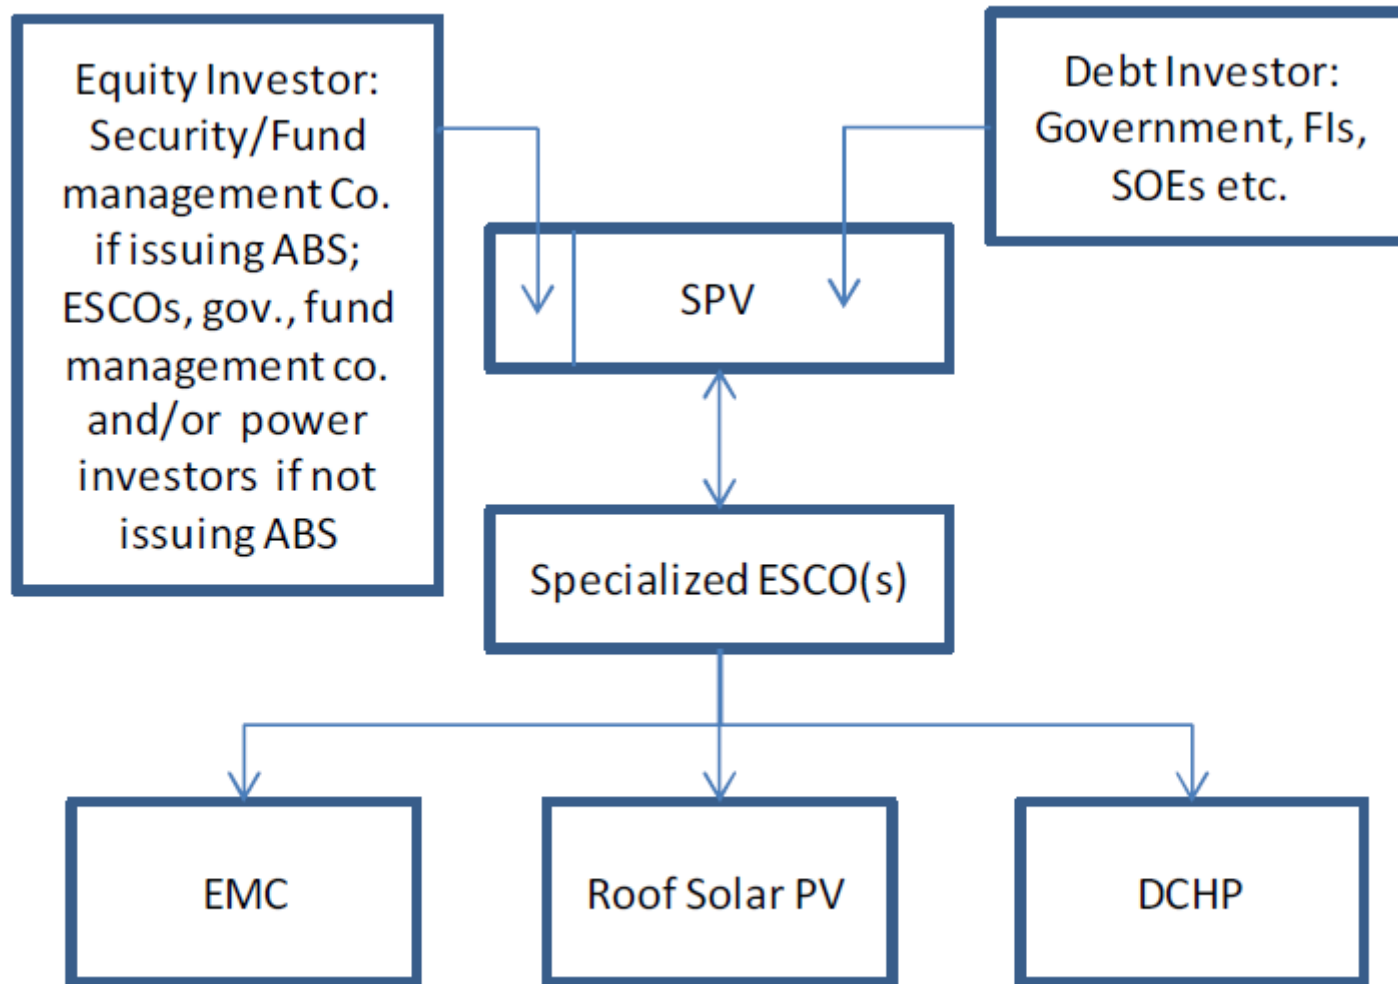 Equity Investor:
Security/Fund
management Co.
if issuing ABS;
ESCOs, gov., fund
management co.
and/or power
investors if not
issuing ABS
Debt Investor:
Government, FIs,
SOEs etc.
SPV
Specialized ESCO(s)
EMC
Roof Solar PV
DCHP